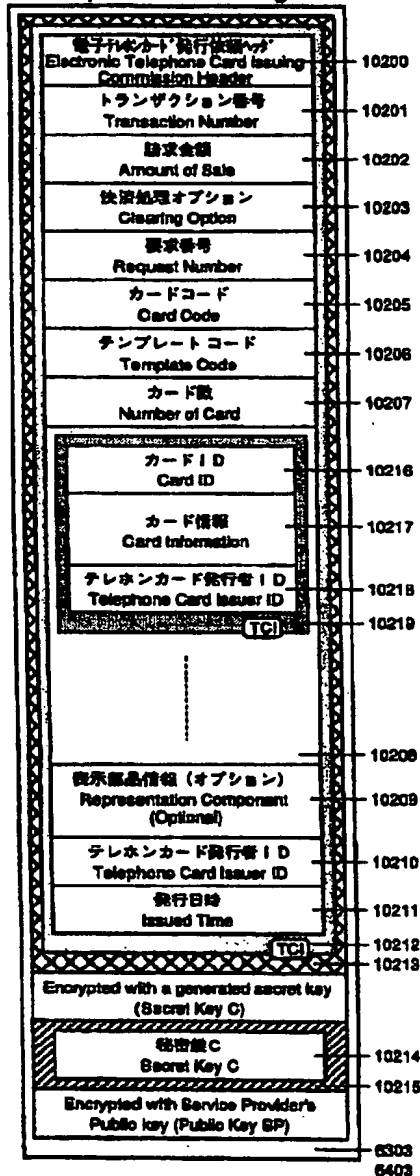 電子テレホンカード発行依頼ヘッダ
Electronic Telephone Card Issuing
Commission Header
10200
トランザクション番号
Transaction Number
10201
請求金額
Amount of Sale
10202
決済処理オプション
Clearing Option
10203
要求番号
Request Number
10204
カードコード
Card Code
10205
テンプレートコード
Template Code
10206
カード数
Number of Card
10207
カードID
Card ID
10216
カード情報
Card Information
10217
テレホンカード発行者ID
Telephone Card Issuer ID
10218
TCI
10219
10208
表示部品情報（オプション）
Representation Component
(Optional)
10209
テレホンカード発行者ID
Telephone Card Issuer ID
10210
発行日時
Issued Time
10211
TCI
10212
10213
Encrypted with a generated secret key
(Secret Key C)
秘密鍵C
Secret Key C
10214
10215
Encrypted with Service Provider's
Public key (Public Key SP)
6303
6403